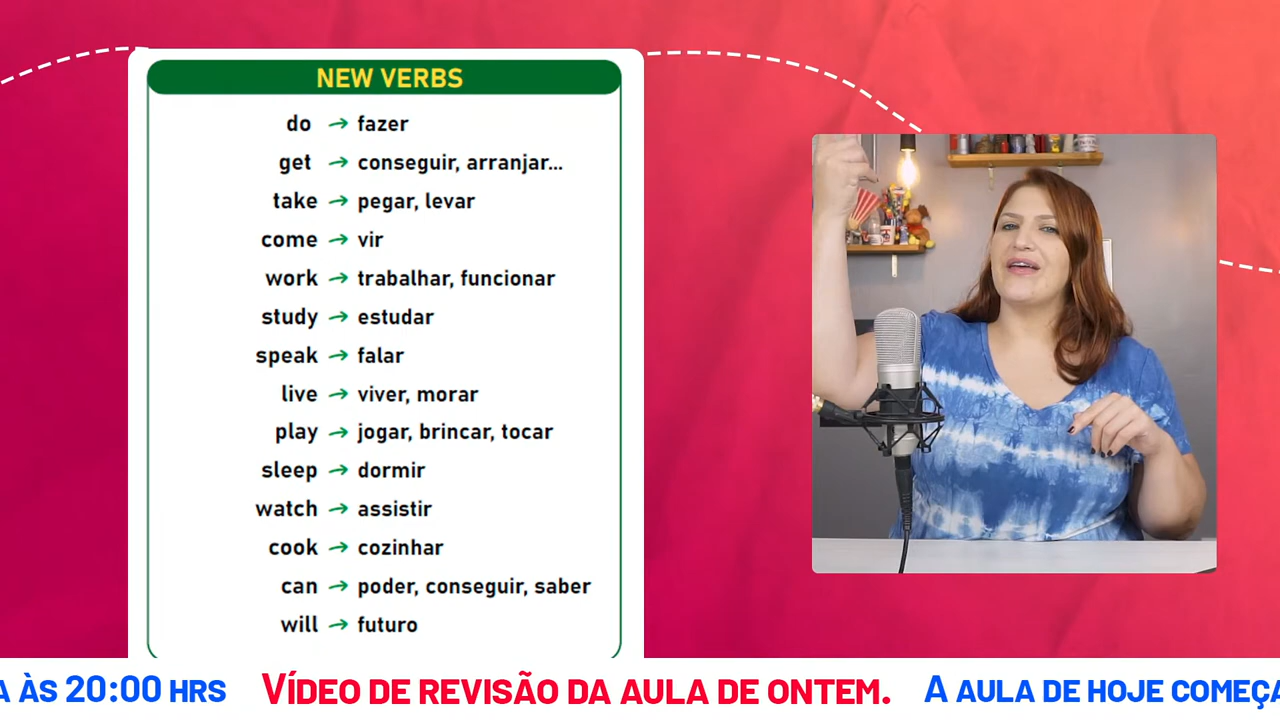 NEW VERBS
do → fazer
get → conseguir, arranjar...
take → pegar, levar
come → vir
work → trabalhar, funcionar
study → estudar
speak → falar
live → viver, morar
play → jogar, brincar, tocar
sleep → dormir
watch → assistir
cook → cozinhar
can → poder, conseguir, saber
will → futuro
A ÀS 20:00 HRS VÍDEO DE REVISÃO DA AULA DE ONTEM. A AULA DE HOJE COMEÇA